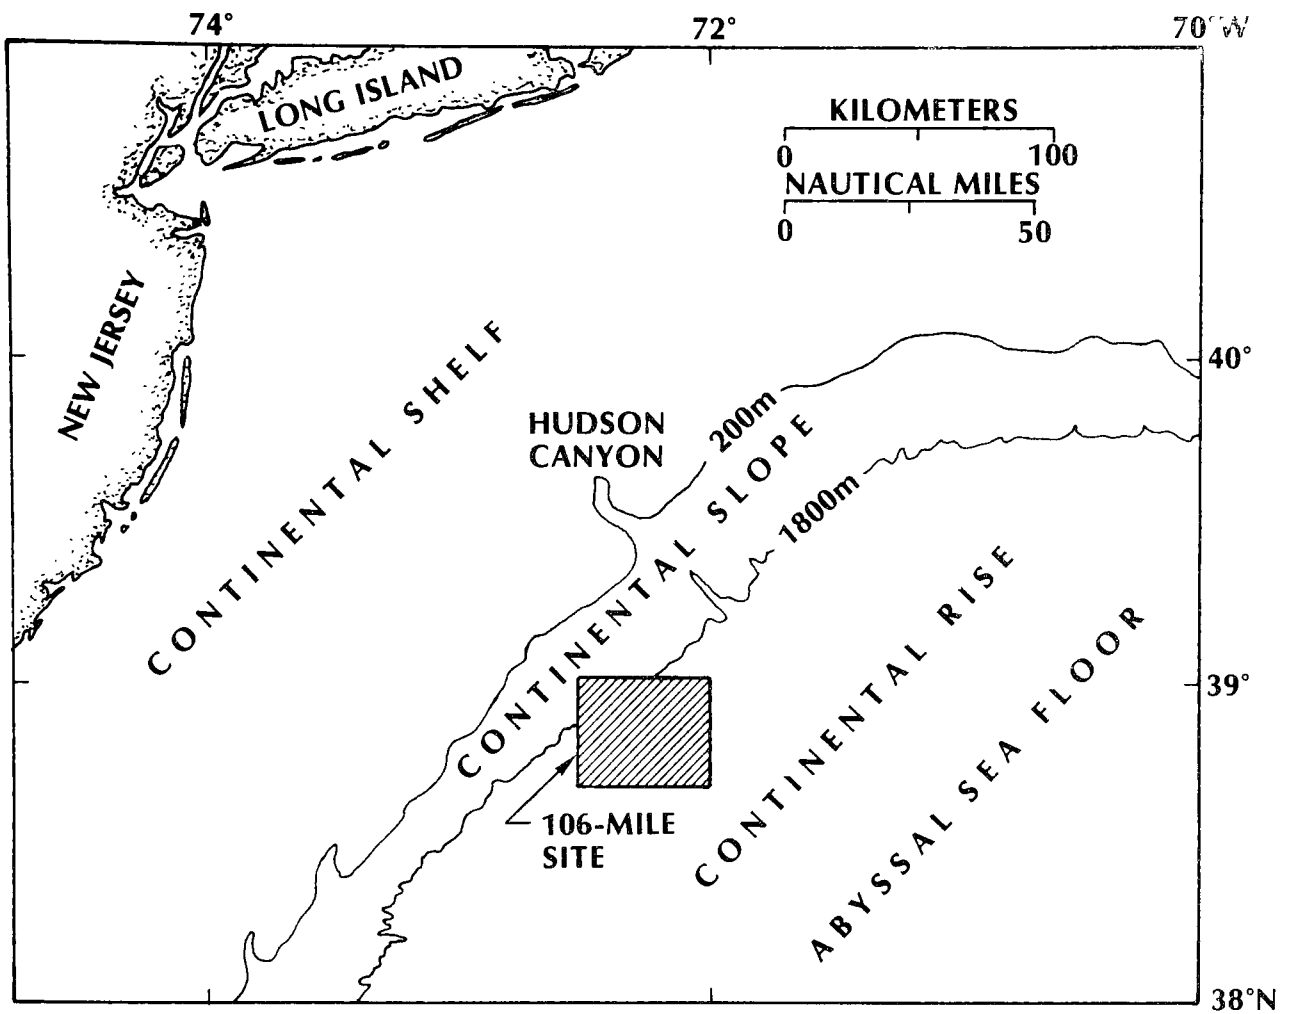 74°
72°
70°W
LONG ISLAND
KILOMETERS
0 100
NAUTICAL MILES
0 50
NEW JERSEY
CONTINENTAL SHELF
40°
HUDSON
CANYON
200m
CONTINENTAL SLOPE
1800m
39°
CONTINENTAL RISE
ABYSSAL SEA FLOOR
106-MILE
SITE
38°N